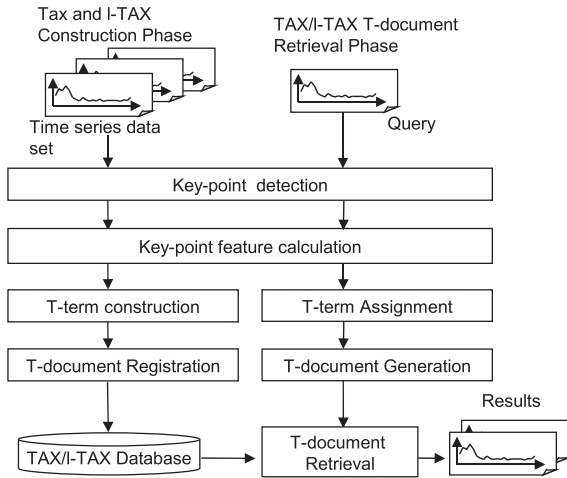 Tax and l-TAX
Construction Phase
TAX/l-TAX T-document
Retrieval Phase
Time series data
set
Query
Key-point detection
Key-point feature calculation
T-term construction
T-term Assignment
T-document Registration
T-document Generation
TAX/l-TAX Database
T-document
Retrieval
Results